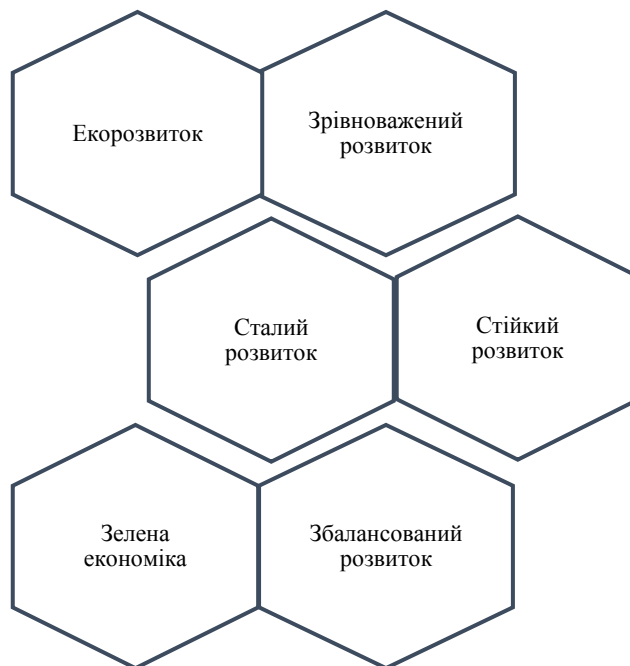 Екорозвиток
Зрівноважений
розвиток
Сталий
розвиток
Стійкий
розвиток
Зелена
економіка
Збалансований
розвиток